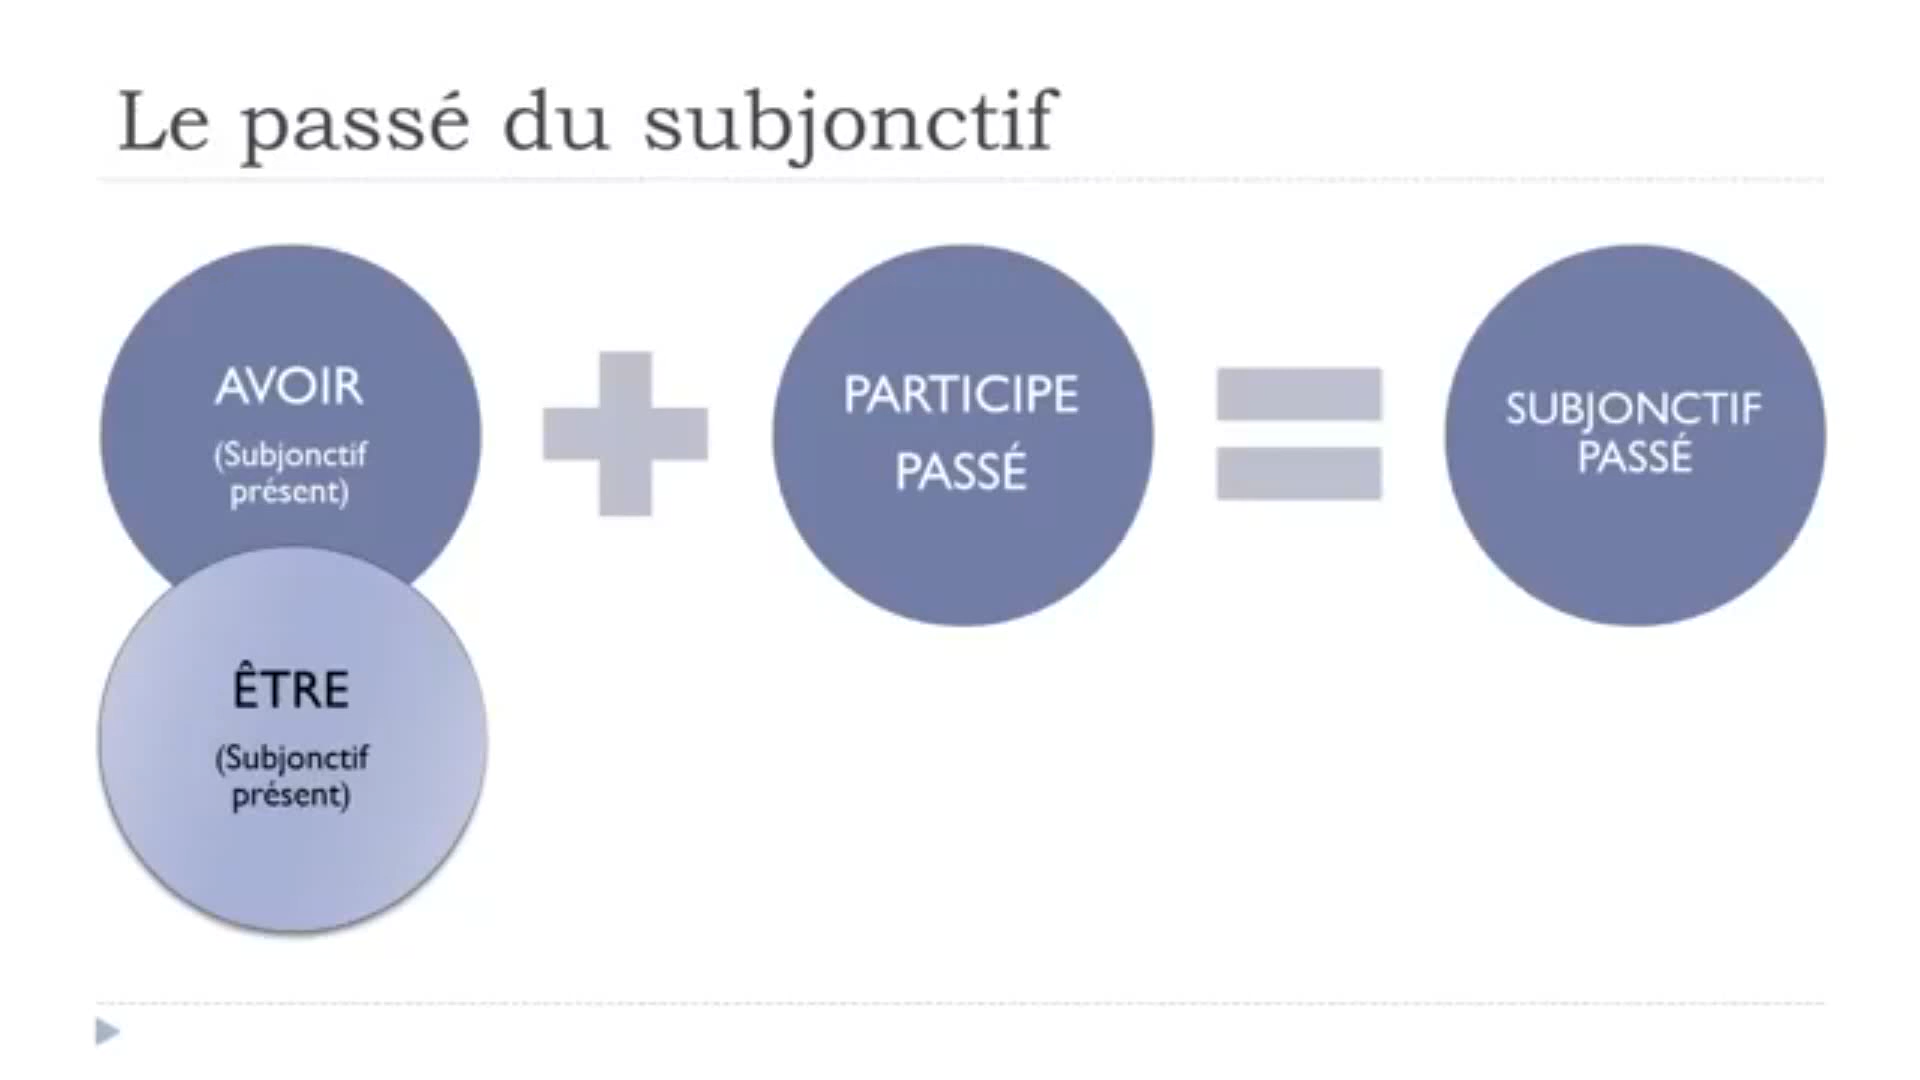 Le passé du subjonctif
AVOIR
(Subjonctif
présent)
PARTICIPE
PASSÉ
SUBJONCTIF
PASSÉ
ÊTRE
(Subjonctif
présent)